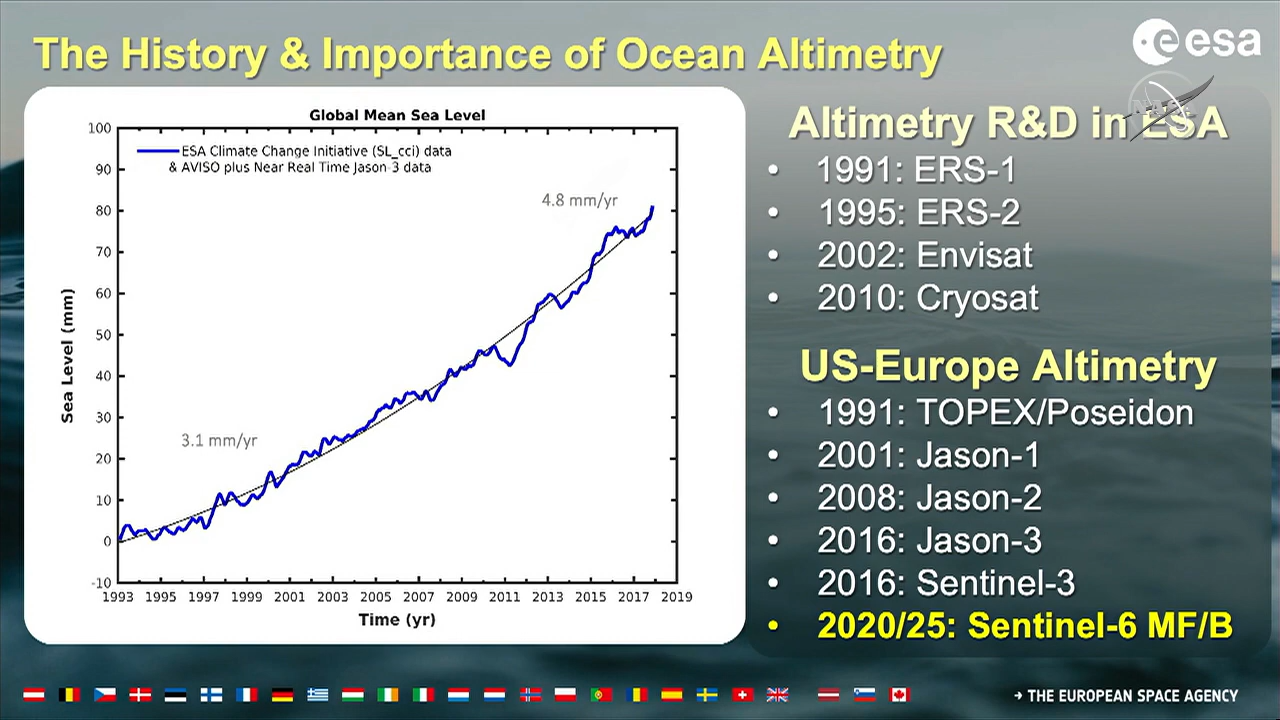 The History & Importance of Ocean Altimetry
esa
NASA
Global Mean Sea Level
ESA Climate Change Initiative (SL_cci) data
& AVISO plus Near Real Time Jason-3 data
4.8 mm/yr
3.1 mm/yr
Sea Level (mm)
100
90
80
70
60
50
40
30
20
10
0
-10
1993 1995 1997 1999 2001 2003 2005 2007 2009 2011 2013 2015 2017 2019
Time (yr)
Altimetry R&D in ESA
• 1991: ERS-1
• 1995: ERS-2
• 2002: Envisat
• 2010: Cryosat
US-Europe Altimetry
• 1991: TOPEX/Poseidon
• 2001: Jason-1
• 2008: Jason-2
• 2016: Jason-3
• 2016: Sentinel-3
• 2020/25: Sentinel-6 MF/B
→ THE EUROPEAN SPACE AGENCY